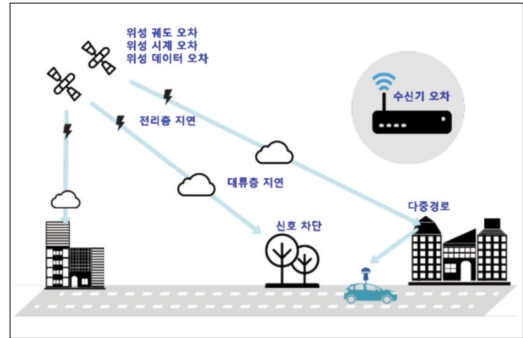 위성 궤도 오차
위성 시계 오차
위성 데이터 오차
수신기 오차
전리층 지연
대류층 지연
다중경로
신호 차단